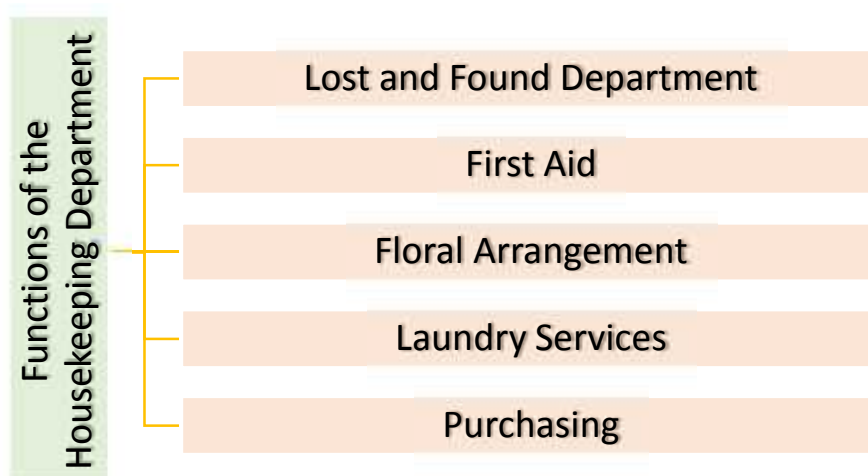 Functions of the
Housekeeping Department
Lost and Found Department
First Aid
Floral Arrangement
Laundry Services
Purchasing